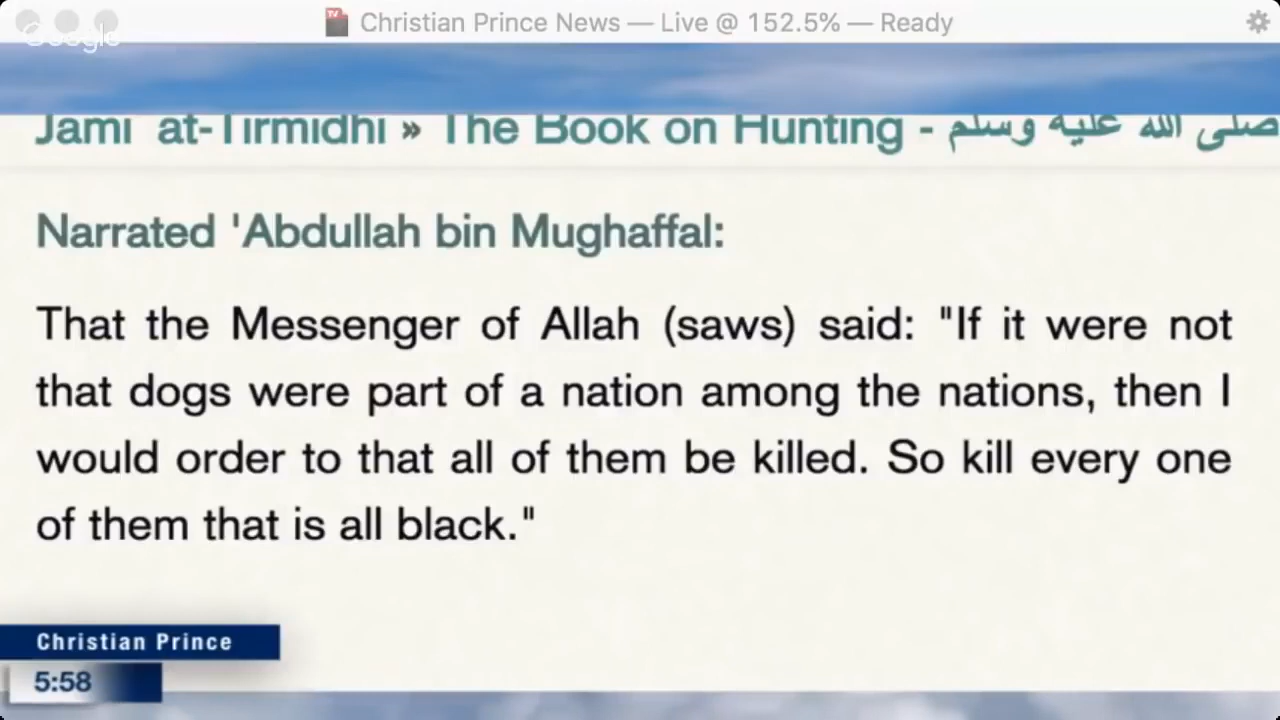 Christian Prince News — Live @ 152.5% — Ready
Google
Jami at-Tirmidhi » The Book on Hunting - صلى الله عليه وسلم
Narrated 'Abdullah bin Mughaffal:
That the Messenger of Allah (saws) said: "If it were not
that dogs were part of a nation among the nations, then I
would order to that all of them be killed. So kill every one
of them that is all black."
Christian Prince
5:58